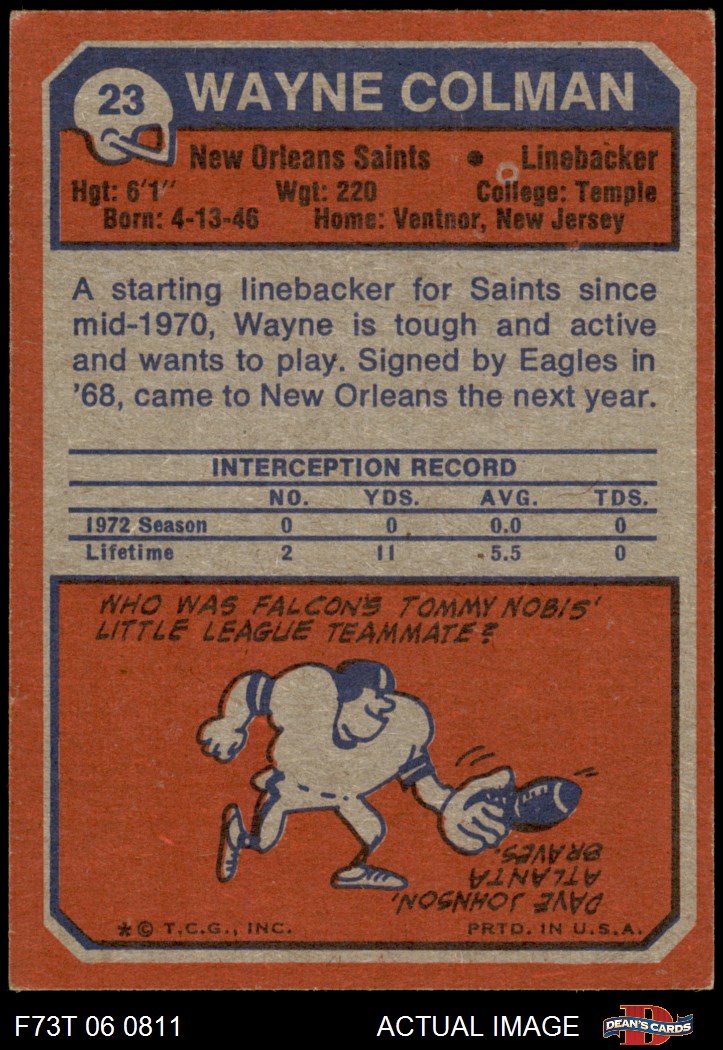 23
WAYNE COLMAN
New Orleans Saints • Linebacker
Hgt: 6'1" Wgt: 220 College: Temple
Born: 4-13-46 Home: Ventnor, New Jersey
A starting linebacker for Saints since
mid-1970, Wayne is tough and active
and wants to play. Signed by Eagles in
'68, came to New Orleans the next year.
INTERCEPTION RECORD
NO. YDS. AVG. TDS.
1972 Season 0 0 0.0 0
Lifetime 2 11 5.5 0
WHO WAS FALCON'S TOMMY NOBIS'
LITTLE LEAGUE TEAMMATE?
DAVE JOHNSON,
ATLANTA
BRAVES.
*© T.C.G., INC. PRTD. IN U.S.A.
F73T 06 0811 ACTUAL IMAGE
DEAN'S CARDS